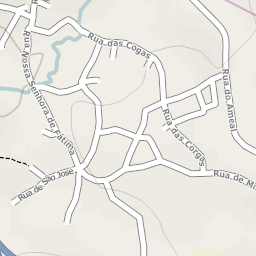 Rua das Cogas
Rua Nossa Senhora de Fátima
Rua do Ameal
Rua das Corgas
Rua de São José
Rua de Mi